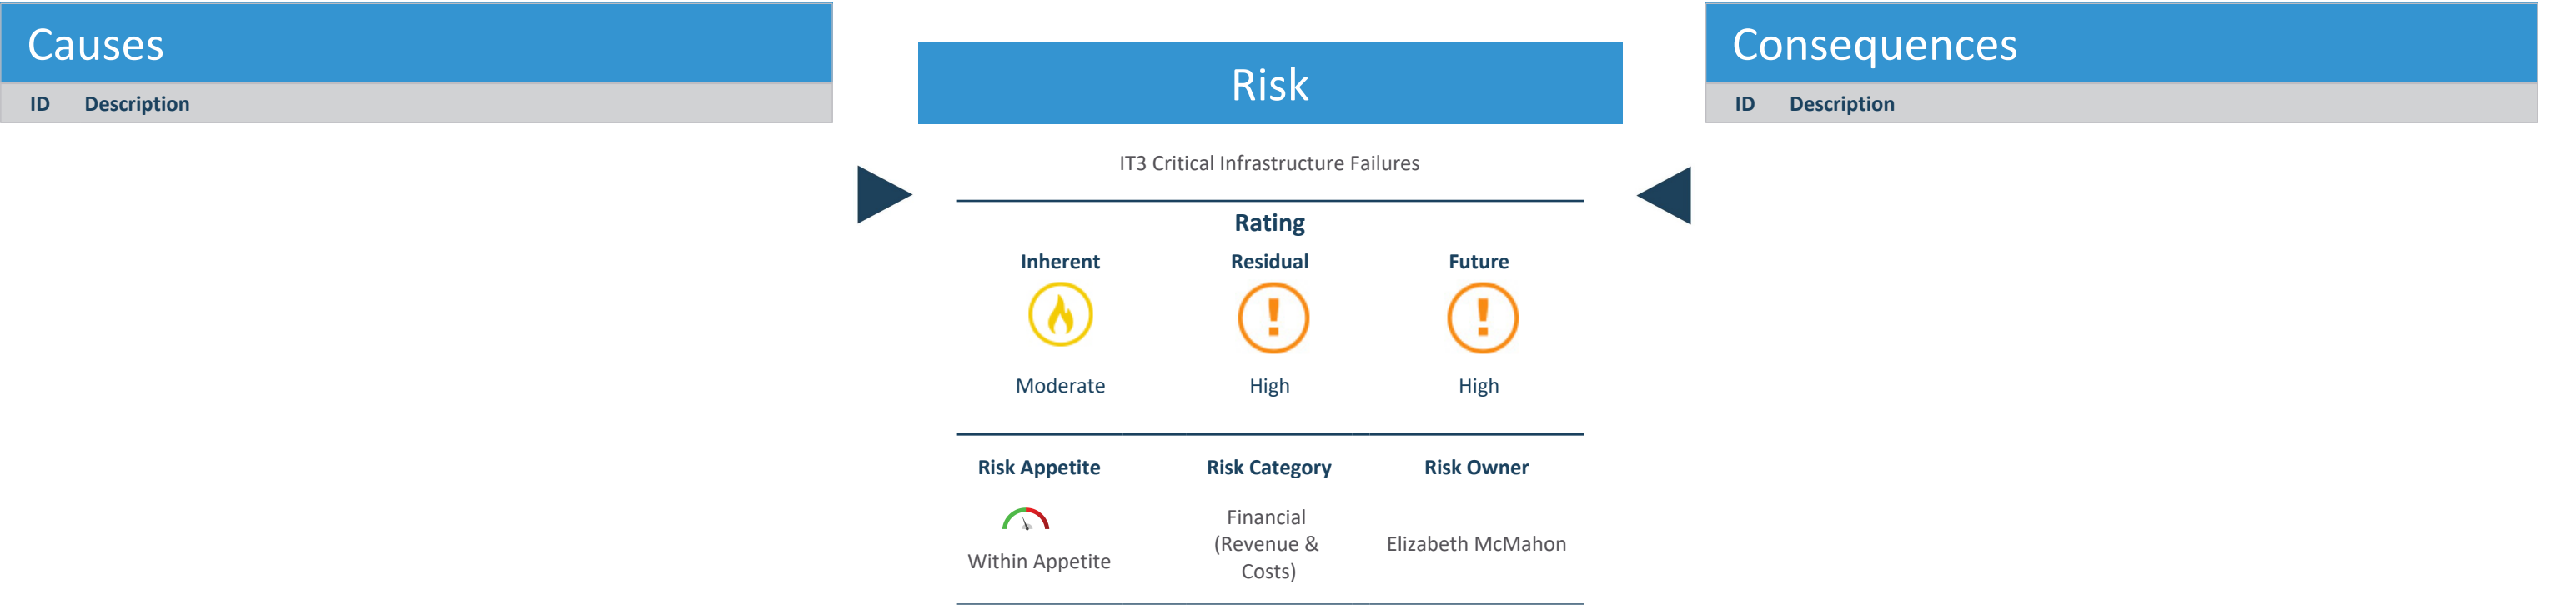 Causes
ID Description
Risk
IT3 Critical Infrastructure Failures
Rating
Inherent Residual Future
Moderate High High
Risk Appetite Risk Category Risk Owner
Within Appetite
Financial
(Revenue &
Costs)
Elizabeth McMahon
Consequences
ID Description